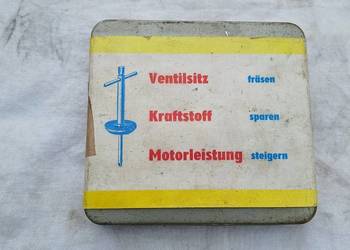 Ventilsitz fräsen
Kraftstoff sparen
Motorleistung steigern